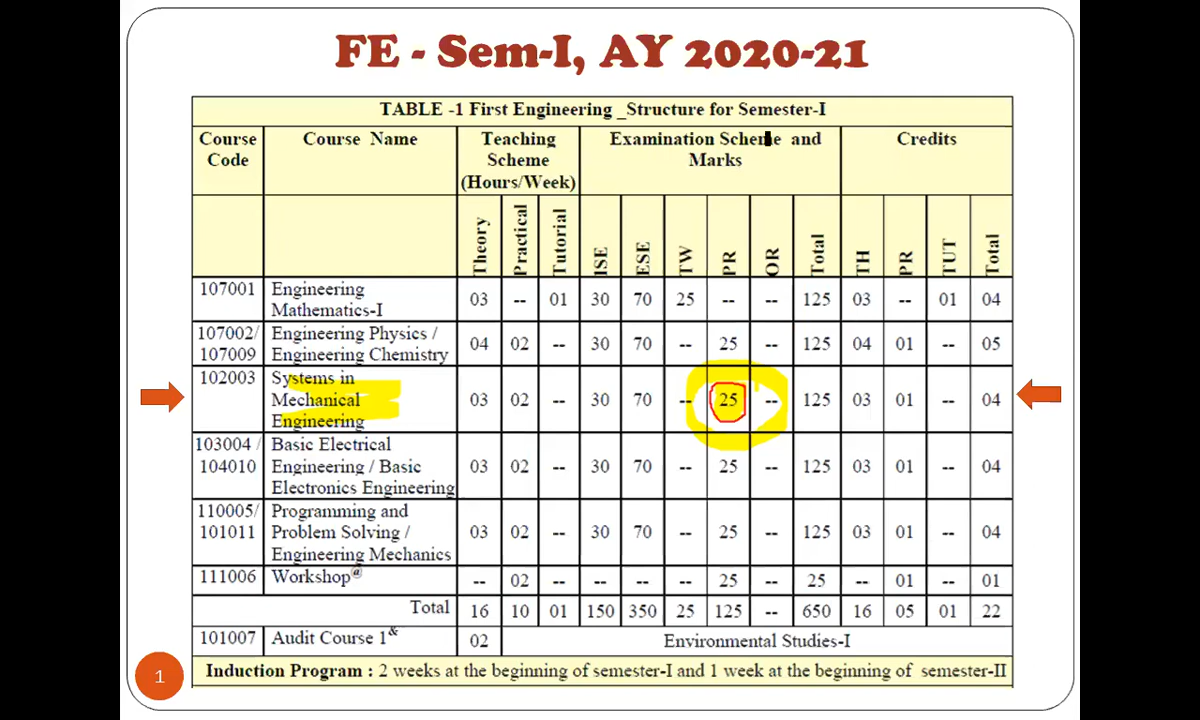 FE - Sem-I, AY 2020-21
TABLE -1 First Engineering _Structure for Semester-I
Course Code Course Name Teaching Scheme (Hours/Week) Examination Scheme and Marks Credits
Theory Practical Tutorial ISE ESE TW PR OR Total TH PR TUT Total
107001 Engineering Mathematics-I 03 -- 01 30 70 25 -- -- 125 03 -- 01 04
107002/ 107009 Engineering Physics / Engineering Chemistry 04 02 -- 30 70 -- 25 -- 125 04 01 -- 05
102003 Systems in Mechanical Engineering 03 02 -- 30 70 -- 25 -- 125 03 01 -- 04
103004 / 104010 Basic Electrical Engineering / Basic Electronics Engineering 03 02 -- 30 70 -- 25 -- 125 03 01 -- 04
110005/ 101011 Programming and Problem Solving / Engineering Mechanics 03 02 -- 30 70 -- 25 -- 125 03 01 -- 04
111006 Workshop@ -- 02 -- -- -- -- 25 -- 25 -- 01 -- 01
Total 16 10 01 150 350 25 125 -- 650 16 05 01 22
101007 Audit Course 1& 02 Environmental Studies-I
Induction Program : 2 weeks at the beginning of semester-I and 1 week at the beginning of semester-II
1